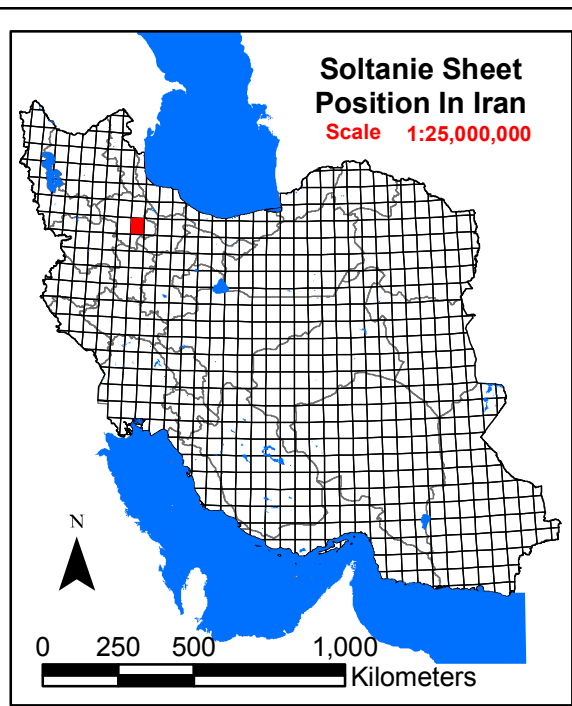 Soltanie Sheet
Position In Iran
Scale 1:25,000,000
N
0 250 500 1,000
Kilometers